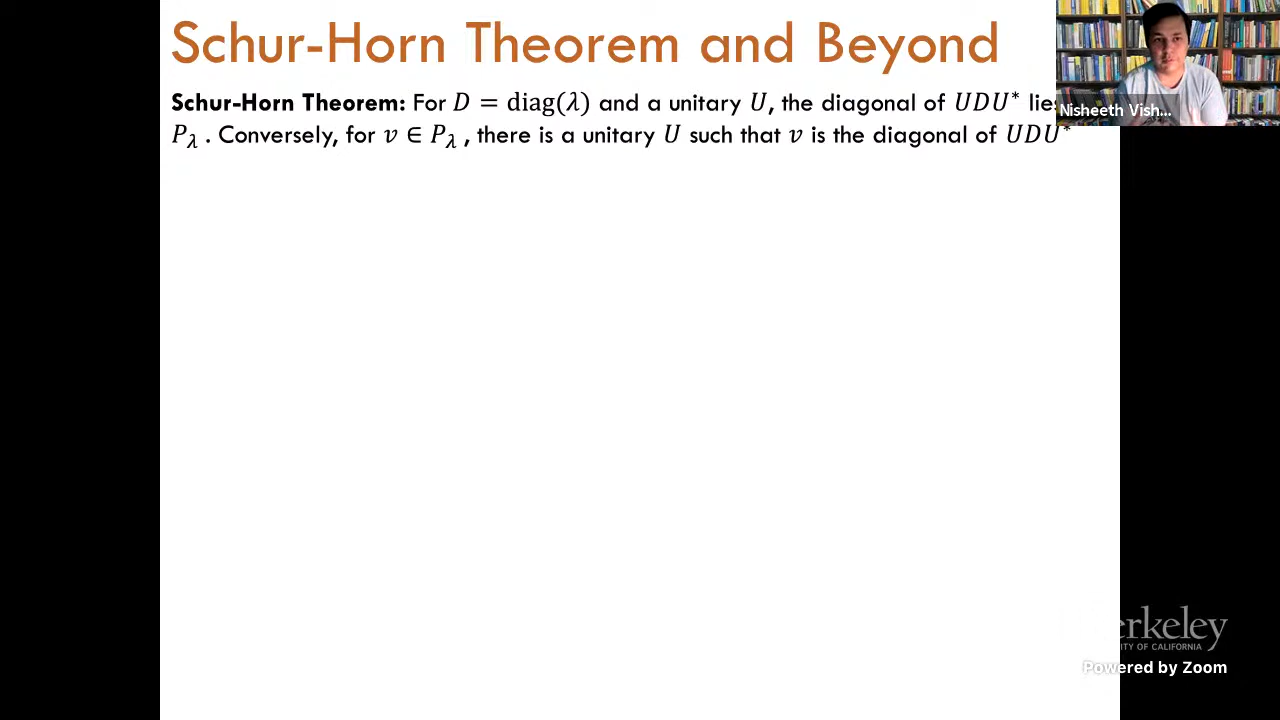 Schur-Horn Theorem and Beyond
Schur-Horn Theorem: For 𝐷 = diag(𝜆) and a unitary 𝑈, the diagonal of 𝑈𝐷𝑈* lies
𝑃_𝜆 . Conversely, for 𝑣 ∈ 𝑃_𝜆 , there is a unitary 𝑈 such that 𝑣 is the diagonal of 𝑈𝐷𝑈*
Nisheeth Vish...
Powered by Zoom